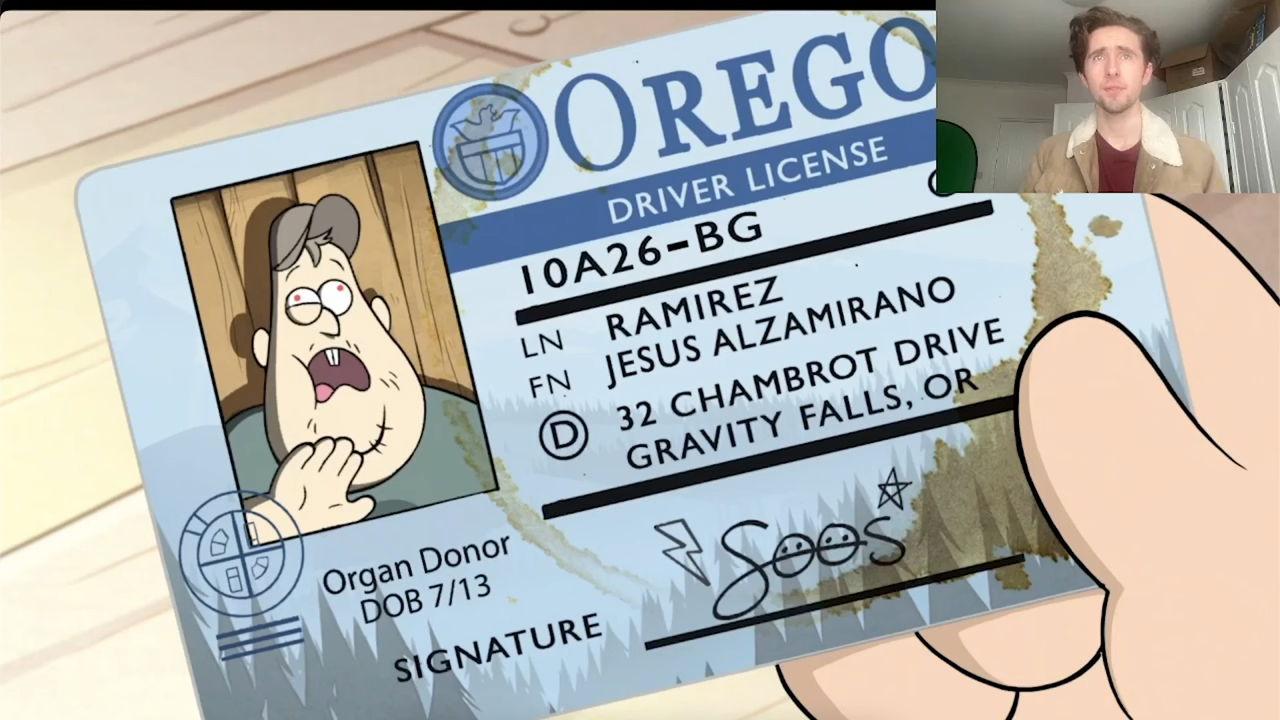 OREGO
DRIVER LICENSE
10A26-BG
LN RAMIREZ
FN JESUS ALZAMIRANO
D 32 CHAMBROT DRIVE
GRAVITY FALLS, OR
Organ Donor
DOB 7/13
SIGNATURE Soos